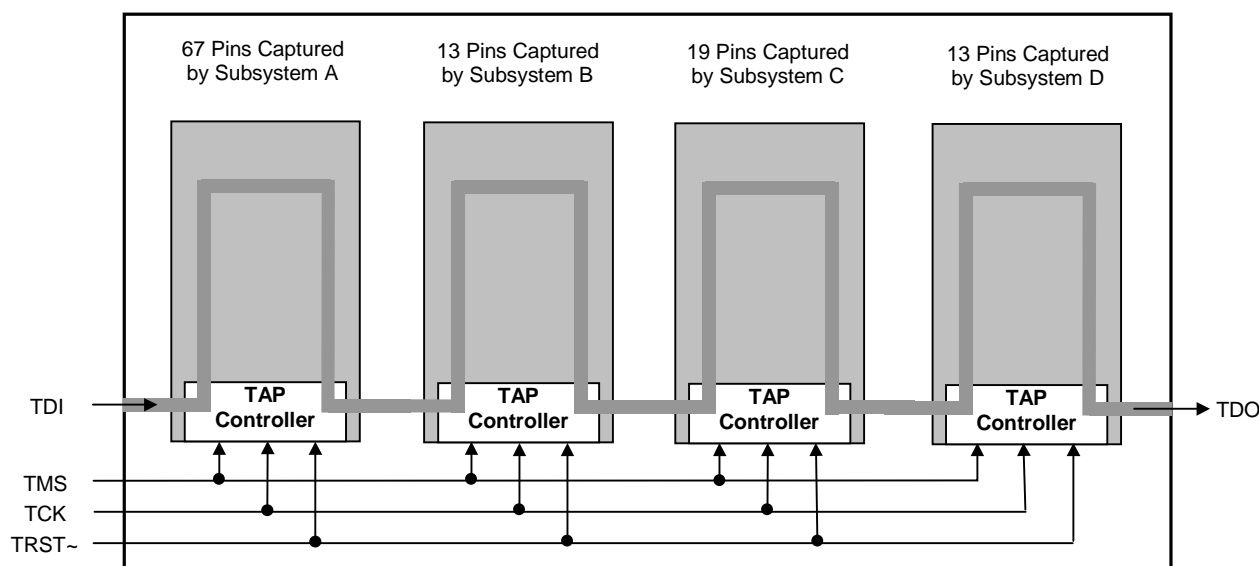 67 Pins Captured
by Subsystem A
13 Pins Captured
by Subsystem B
19 Pins Captured
by Subsystem C
13 Pins Captured
by Subsystem D
TAP
Controller
TAP
Controller
TAP
Controller
TAP
Controller
TDI
TDO
TMS
TCK
TRST~